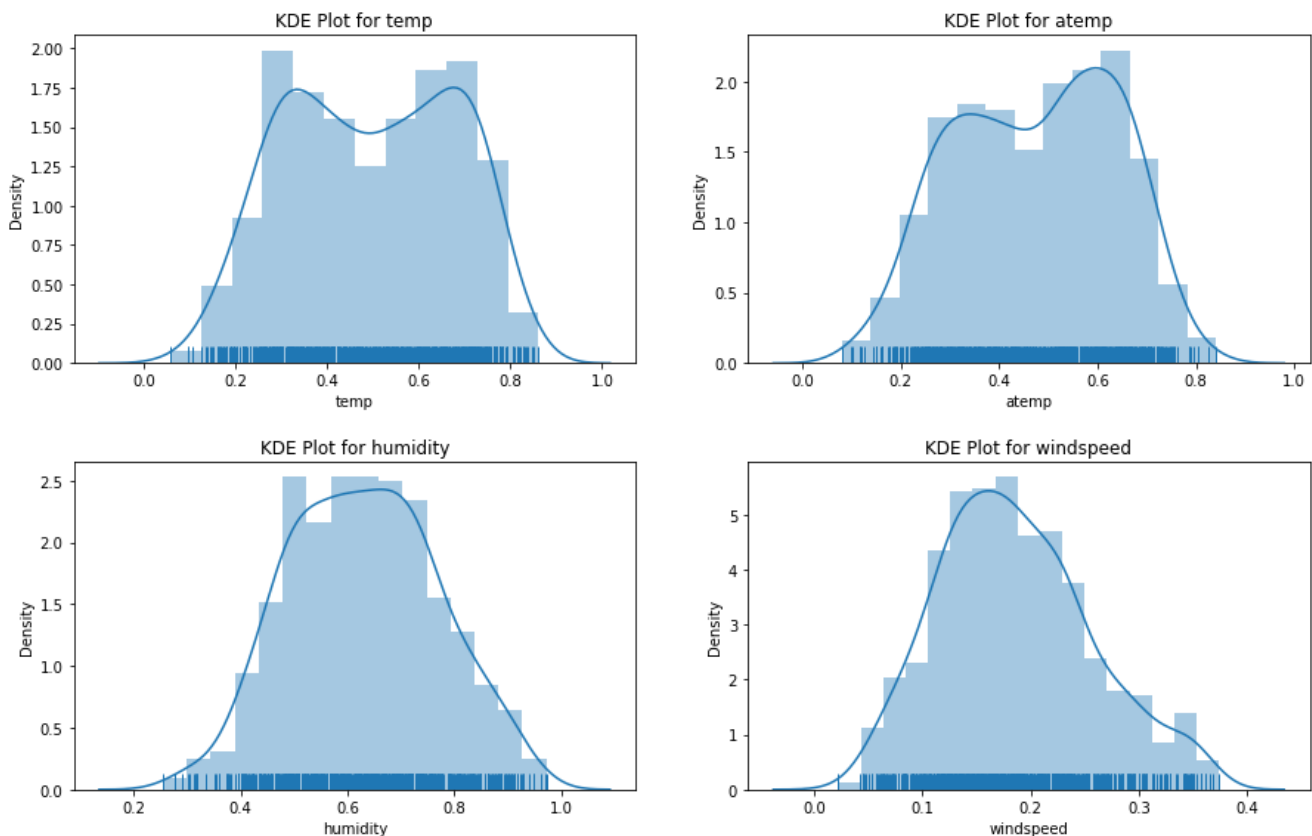 KDE Plot for temp
2.00
1.75
1.50
1.25
1.00
0.75
0.50
0.25
0.00
Density
0.0 0.2 0.4 0.6 0.8 1.0
temp
KDE Plot for atemp
2.0
1.5
1.0
0.5
0.0
Density
0.0 0.2 0.4 0.6 0.8 1.0
atemp
KDE Plot for humidity
2.5
2.0
1.5
1.0
0.5
0.0
Density
0.2 0.4 0.6 0.8 1.0
humidity
KDE Plot for windspeed
5
4
3
2
1
0
Density
0.0 0.1 0.2 0.3 0.4
windspeed